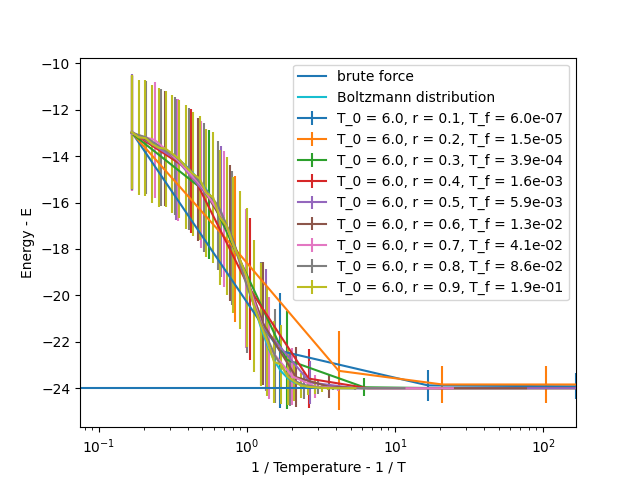 −10
−12
−14
−16
−18
−20
−22
−24
Energy - E
brute force
Boltzmann distribution
T_0 = 6.0, r = 0.1, T_f = 6.0e-07
T_0 = 6.0, r = 0.2, T_f = 1.5e-05
T_0 = 6.0, r = 0.3, T_f = 3.9e-04
T_0 = 6.0, r = 0.4, T_f = 1.6e-03
T_0 = 6.0, r = 0.5, T_f = 5.9e-03
T_0 = 6.0, r = 0.6, T_f = 1.3e-02
T_0 = 6.0, r = 0.7, T_f = 4.1e-02
T_0 = 6.0, r = 0.8, T_f = 8.6e-02
T_0 = 6.0, r = 0.9, T_f = 1.9e-01
10⁻¹ 10⁰ 10¹ 10²
1 / Temperature - 1 / T